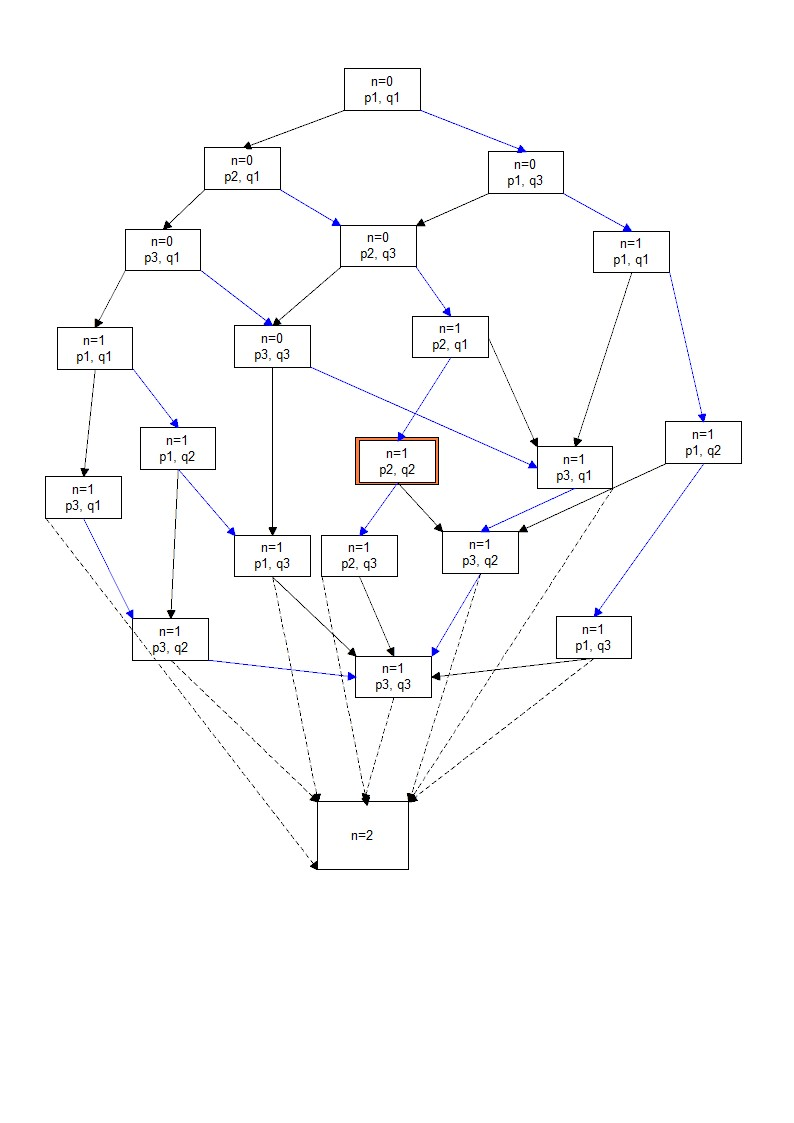 n=0
p1, q1
n=0
p2, q1
n=0
p1, q3
n=0
p3, q1
n=0
p2, q3
n=1
p1, q1
n=1
p1, q1
n=0
p3, q3
n=1
p2, q1
n=1
p1, q2
n=1
p2, q2
n=1
p3, q1
n=1
p1, q2
n=1
p3, q1
n=1
p1, q3
n=1
p2, q3
n=1
p3, q2
n=1
p3, q2
n=1
p3, q3
n=1
p1, q3
n=2